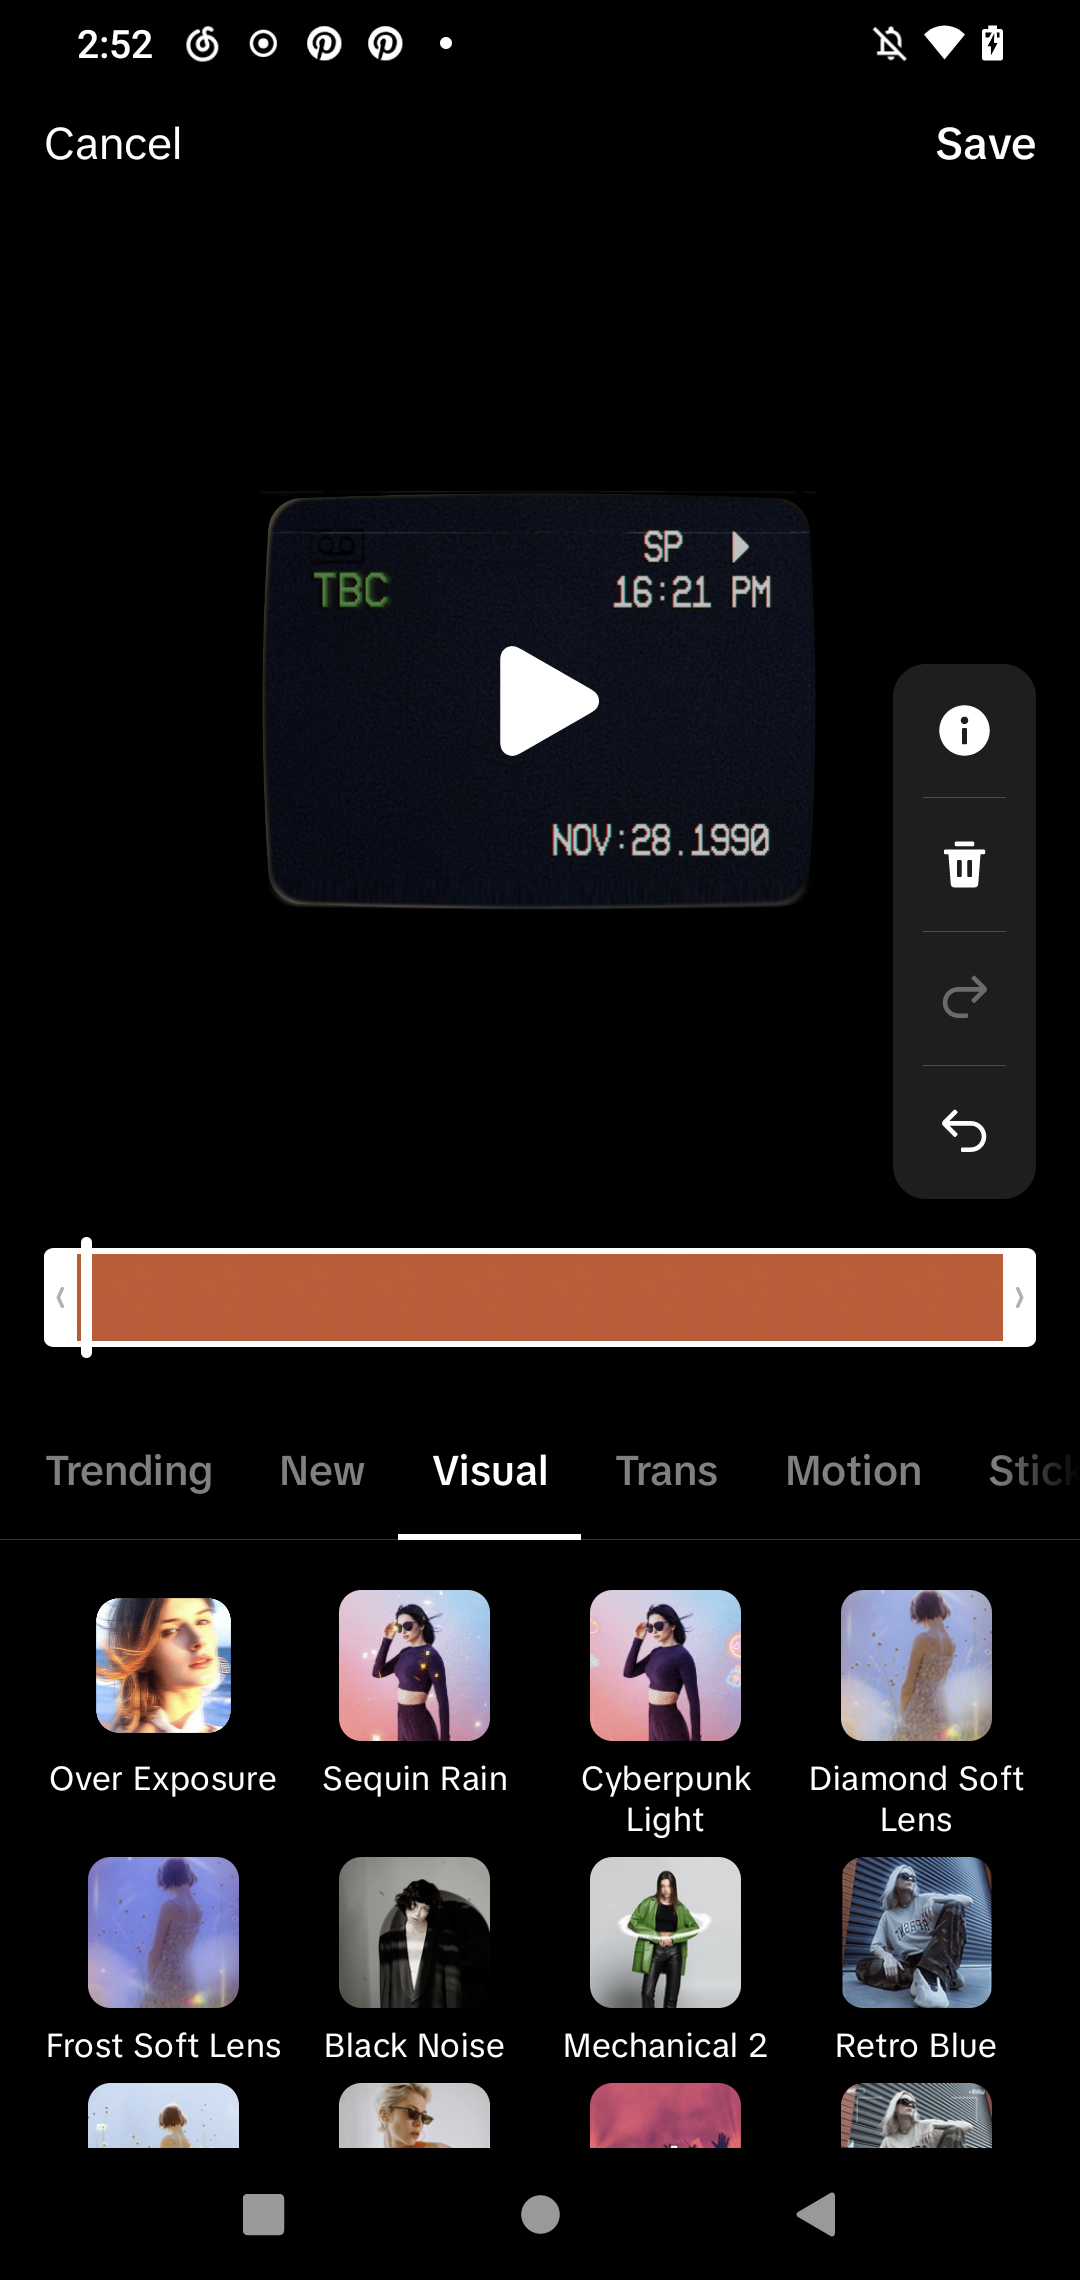 2:52
Cancel
Save
SP
TBC
16:21 PM
NOV:28.1990
Trending
New
Visual
Trans
Motion
Stick
Over Exposure
Sequin Rain
Cyberpunk
Light
Diamond Soft
Lens
Frost Soft Lens
Black Noise
Mechanical 2
Retro Blue